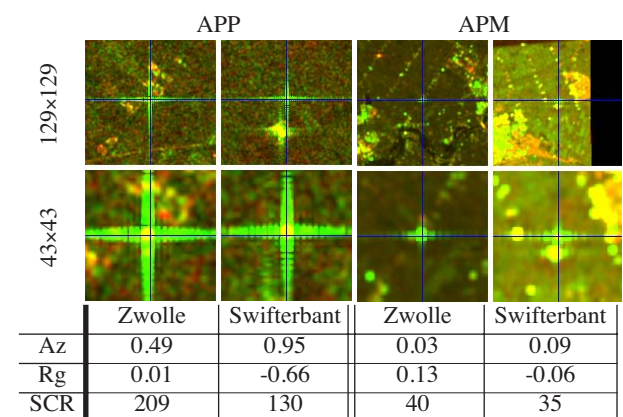 APP APM
129×129
43×43
Zwolle Swifterbant Zwolle Swifterbant
Az 0.49 0.95 0.03 0.09
Rg 0.01 -0.66 0.13 -0.06
SCR 209 130 40 35